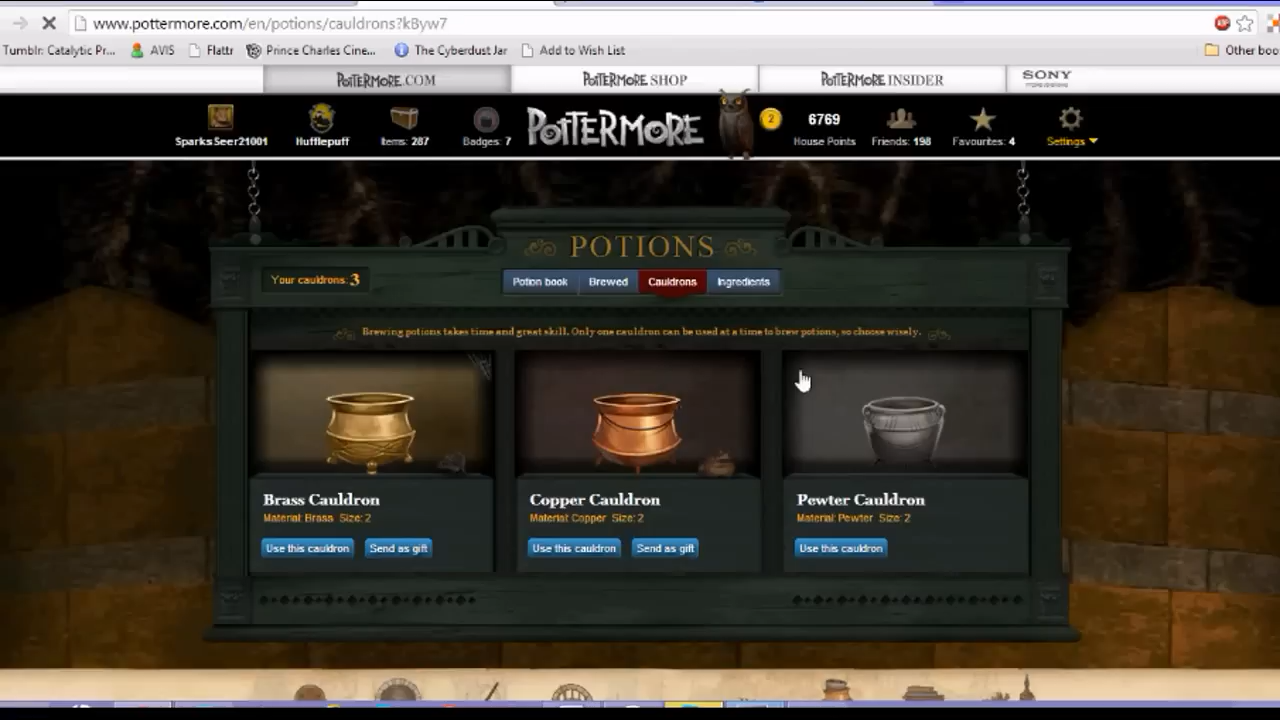 www.pottermore.com/en/potions/cauldrons?kByw7
Tumblr: Catalytic Pr... AVIS Flattr Prince Charles Cine... The Cyberdust Jar Add to Wish List Other boo
POTTERMORE.COM POTTERMORE SHOP POTTERMORE INSIDER SONY
SparksSeer21001 Hufflepuff Items: 287 Badges: 7 POTTERMORE 2 6769 House Points Friends: 198 Favourites: 4 Settings
POTIONS
Your cauldrons: 3 Potion book Brewed Cauldrons Ingredients
Brewing potions takes time and great skill. Only one cauldron can be used at a time to brew potions, so choose wisely.
Brass Cauldron
Material: Brass Size: 2
Use this cauldron Send as gift
Copper Cauldron
Material: Copper Size: 2
Use this cauldron Send as gift
Pewter Cauldron
Material: Pewter Size: 2
Use this cauldron